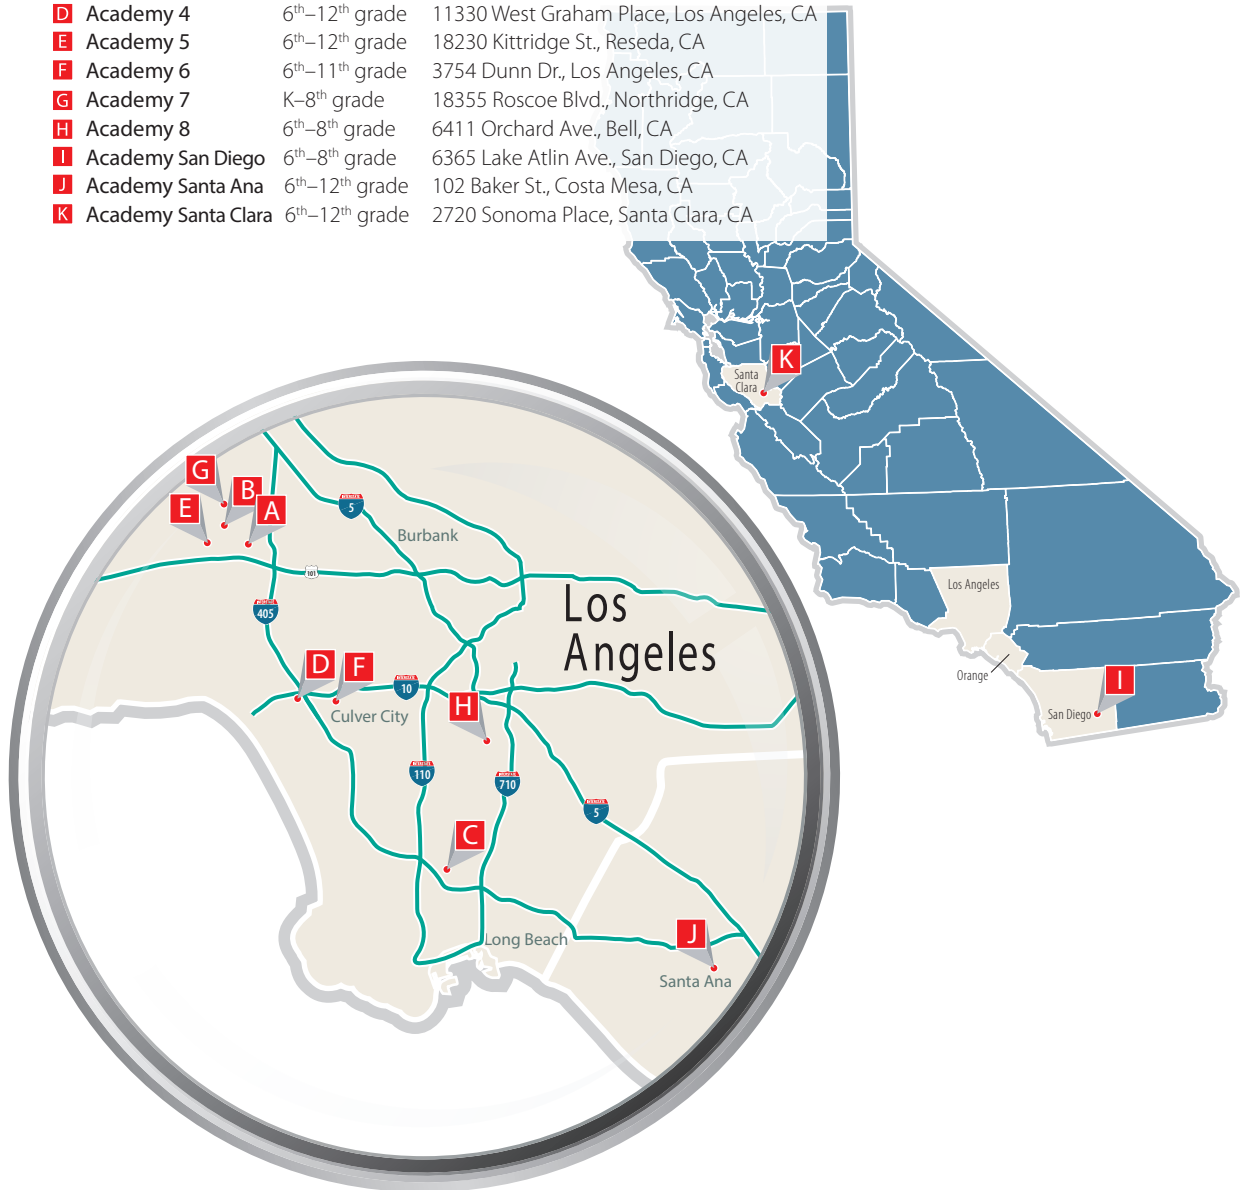 D Academy 4 6th–12th grade 11330 West Graham Place, Los Angeles, CA
E Academy 5 6th–12th grade 18230 Kittridge St., Reseda, CA
F Academy 6 6th–11th grade 3754 Dunn Dr., Los Angeles, CA
G Academy 7 K–8th grade 18355 Roscoe Blvd., Northridge, CA
H Academy 8 6th–8th grade 6411 Orchard Ave., Bell, CA
I Academy San Diego 6th–8th grade 6365 Lake Atlin Ave., San Diego, CA
J Academy Santa Ana 6th–12th grade 102 Baker St., Costa Mesa, CA
K Academy Santa Clara 6th–12th grade 2720 Sonoma Place, Santa Clara, CA
K
Santa
Clara
G
B
E
A
5
Burbank
101
405
Los
Angeles
Los Angeles
Orange
I
San Diego
D
F
10
H
Culver City
110
710
5
C
J
Long Beach
Santa Ana